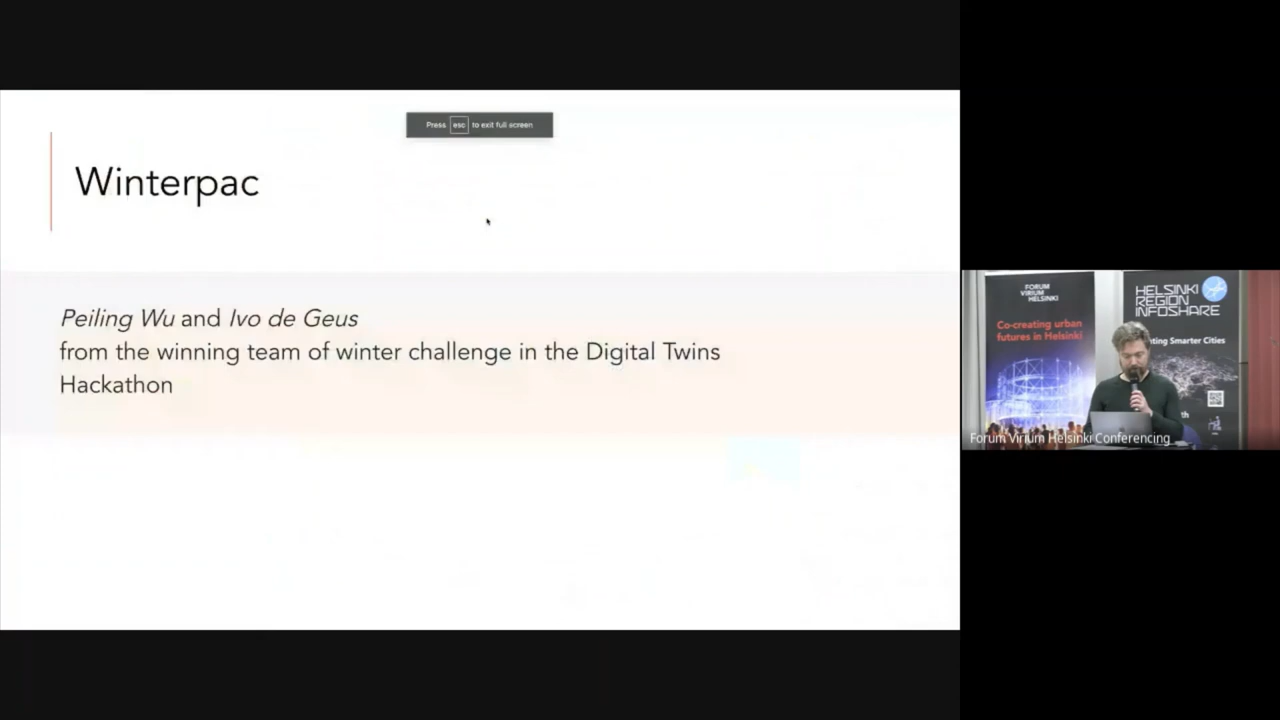 Press esc to exit full screen
Winterpac
Peiling Wu and Ivo de Geus
from the winning team of winter challenge in the Digital Twins
Hackathon
FORUM
VIRIUM
HELSINKI
Co-creating urban
futures in Helsinki
HELSINKI
REGION
INFOSHARE
Smarter Cities
Forum Virium Helsinki Conferencing